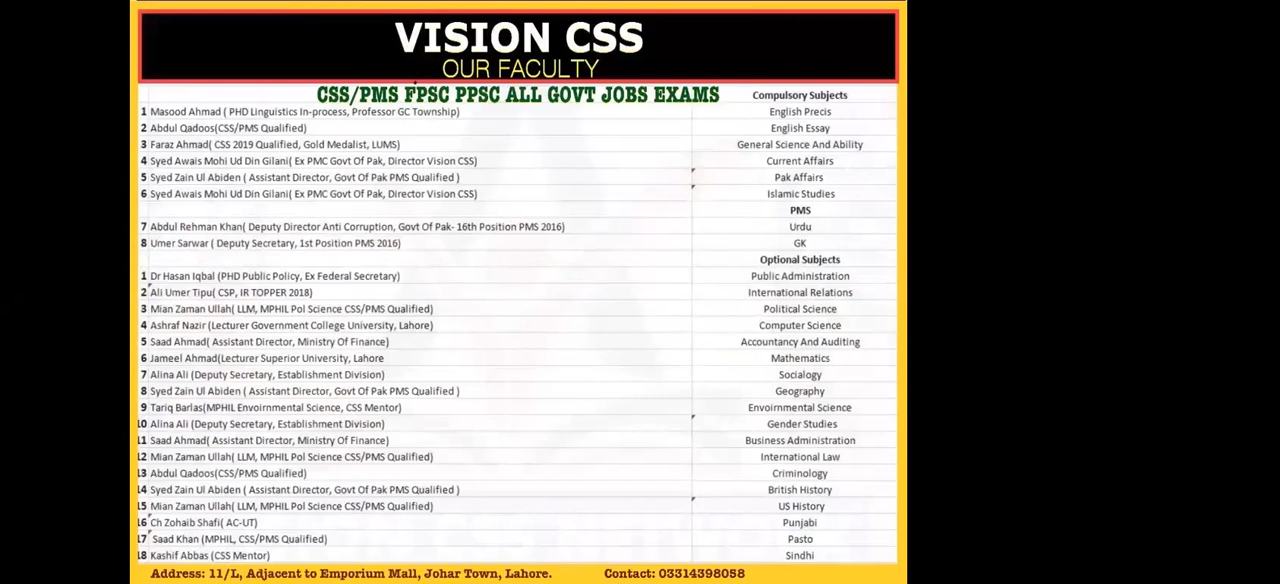 VISION CSS
OUR FACULTY
CSS/PMS FPSC PPSC ALL GOVT JOBS EXAMS Compulsory Subjects
1 Masood Ahmad ( PHD Linguistics In-process, Professor GC Township) English Precis
2 Abdul Qadoos(CSS/PMS Qualified) English Essay
3 Faraz Ahmad( CSS 2019 Qualified, Gold Medalist, LUMS) General Science And Ability
4 Syed Awais Mohi Ud Din Gilani( Ex PMC Govt Of Pak, Director Vision CSS) Current Affairs
5 Syed Zain Ul Abiden ( Assistant Director, Govt Of Pak PMS Qualified ) Pak Affairs
6 Syed Awais Mohi Ud Din Gilani( Ex PMC Govt Of Pak, Director Vision CSS) Islamic Studies
PMS
7 Abdul Rehman Khan( Deputy Director Anti Corruption, Govt Of Pak- 16th Position PMS 2016) Urdu
8 Umer Sarwar ( Deputy Secretary, 1st Position PMS 2016) GK
Optional Subjects
1 Dr Hasan Iqbal (PHD Public Policy, Ex Federal Secretary) Public Administration
2 Ali Umer Tipu( CSP, IR TOPPER 2018) International Relations
3 Mian Zaman Ullah( LLM, MPHIL Pol Science CSS/PMS Qualified) Political Science
4 Ashraf Nazir (Lecturer Government College University, Lahore) Computer Science
5 Saad Ahmad( Assistant Director, Ministry Of Finance) Accountancy And Auditing
6 Jameel Ahmad(Lecturer Superior University, Lahore Mathematics
7 Alina Ali (Deputy Secretary, Establishment Division) Socialogy
8 Syed Zain Ul Abiden ( Assistant Director, Govt Of Pak PMS Qualified ) Geography
9 Tariq Barlas(MPHIL Envoirnmental Science, CSS Mentor) Envoirnmental Science
10 Alina Ali (Deputy Secretary, Establishment Division) Gender Studies
11 Saad Ahmad( Assistant Director, Ministry Of Finance) Business Administration
12 Mian Zaman Ullah( LLM, MPHIL Pol Science CSS/PMS Qualified) International Law
13 Abdul Qadoos(CSS/PMS Qualified) Criminology
14 Syed Zain Ul Abiden ( Assistant Director, Govt Of Pak PMS Qualified ) British History
15 Mian Zaman Ullah( LLM, MPHIL Pol Science CSS/PMS Qualified) US History
16 Ch Zohaib Shafi( AC-UT) Punjabi
17 Saad Khan (MPHIL, CSS/PMS Qualified) Pasto
18 Kashif Abbas (CSS Mentor) Sindhi
Address: 11/L, Adjacent to Emporium Mall, Johar Town, Lahore. Contact: 03314398058